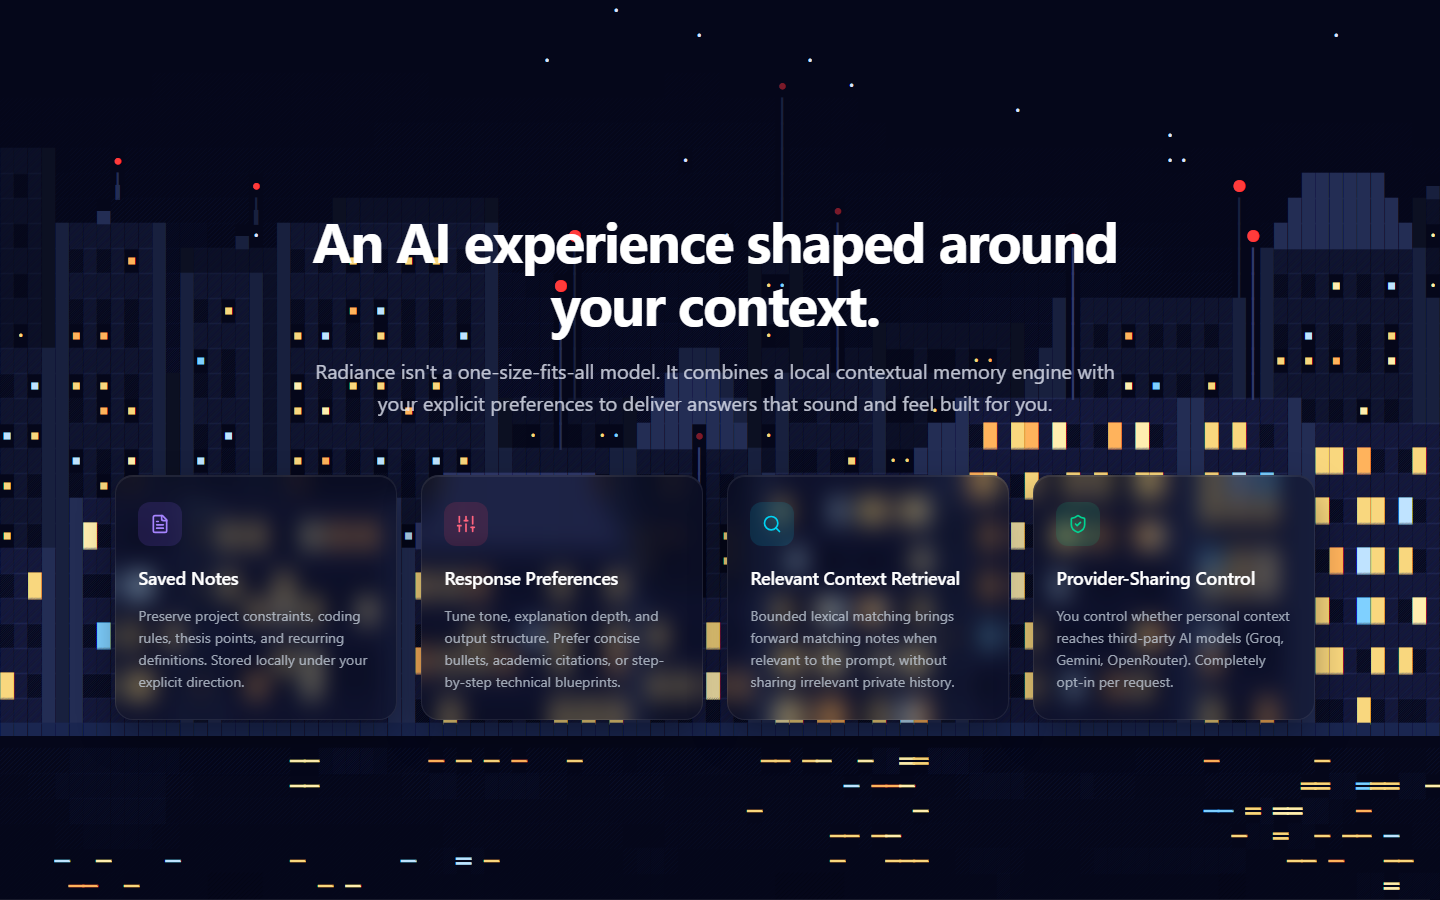 An AI experience shaped around
your context.
Radiance isn't a one-size-fits-all model. It combines a local contextual memory engine with
your explicit preferences to deliver answers that sound and feel built for you.
Saved Notes
Preserve project constraints, coding
rules, thesis points, and recurring
definitions. Stored locally under your
explicit direction.
Response Preferences
Tune tone, explanation depth, and
output structure. Prefer concise
bullets, academic citations, or step-
by-step technical blueprints.
Relevant Context Retrieval
Bounded lexical matching brings
forward matching notes when
relevant to the prompt, without
sharing irrelevant private history.
Provider-Sharing Control
You control whether personal context
reaches third-party AI models (Groq,
Gemini, OpenRouter). Completely
opt-in per request.